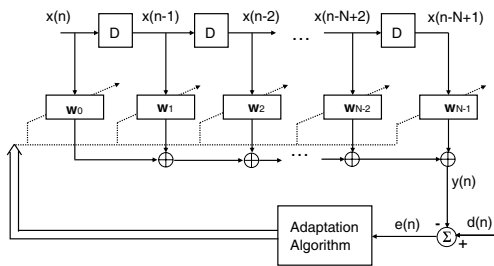 x(n) x(n-1) x(n-2) x(n-N+2) x(n-N+1)
D D ... D
W0 W1 W2 WN-2 WN-1
...
y(n)
Adaptation
Algorithm
e(n) - Σ + d(n)